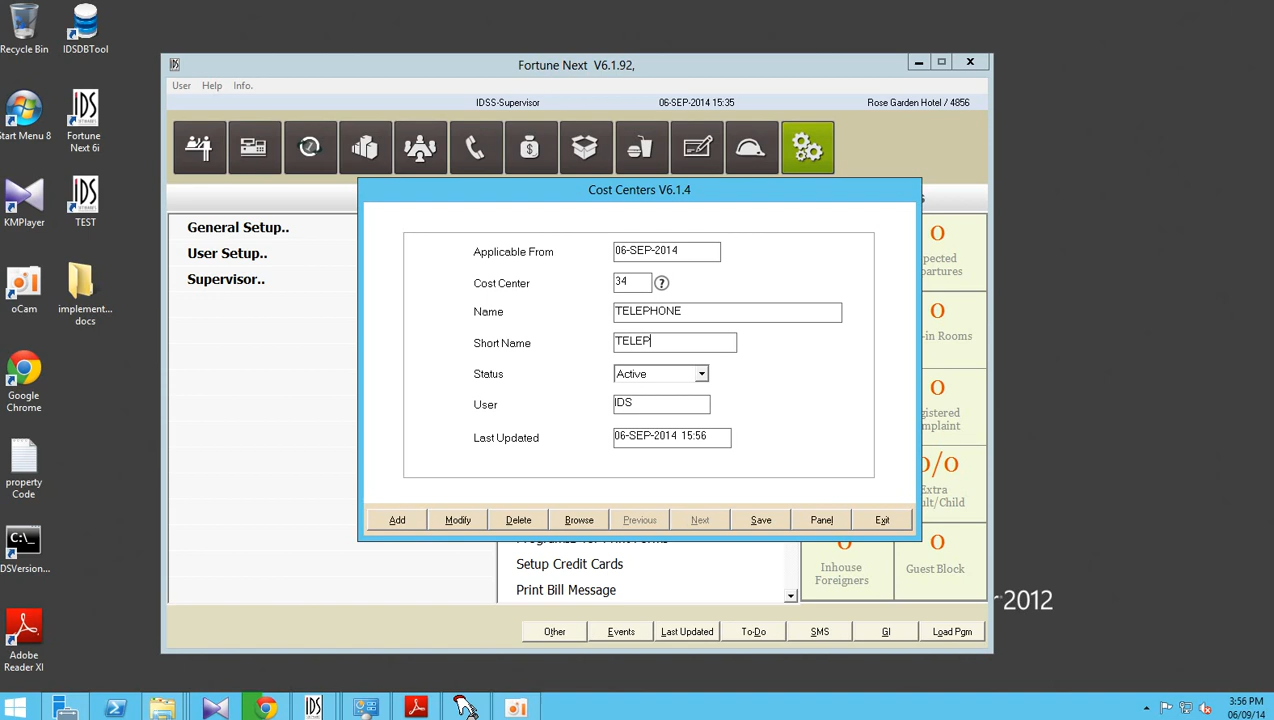 Recycle Bin
IDSDBTool
Start Menu 8
Fortune
Next 6i
KMPlayer
TEST
oCam
implement...
docs
Google
Chrome
property
Code
DSVersion...
Adobe
Reader XI
Fortune Next V6.1.92,
User Help Info.
IDSS-Supervisor 06-SEP-2014 15:35 Rose Garden Hotel / 4856
General Setup..
User Setup..
Supervisor..
Cost Centers V6.1.4
Applicable From 06-SEP-2014
Cost Center 34 ?
Name TELEPHONE
Short Name TELEP
Status Active
User IDS
Last Updated 06-SEP-2014 15:56
Add Modify Delete Browse Previous Next Save Panel Exit
Setup Credit Cards
Print Bill Message
s
0
pected
partures
-in Rooms
0
gistered
mplaint
0/0
Extra
ult/Child
0
Inhouse
Foreigners
0
Guest Block
Other Events Last Updated To-Do SMS GI Load Pgm
2012
3:56 PM
06/09/14